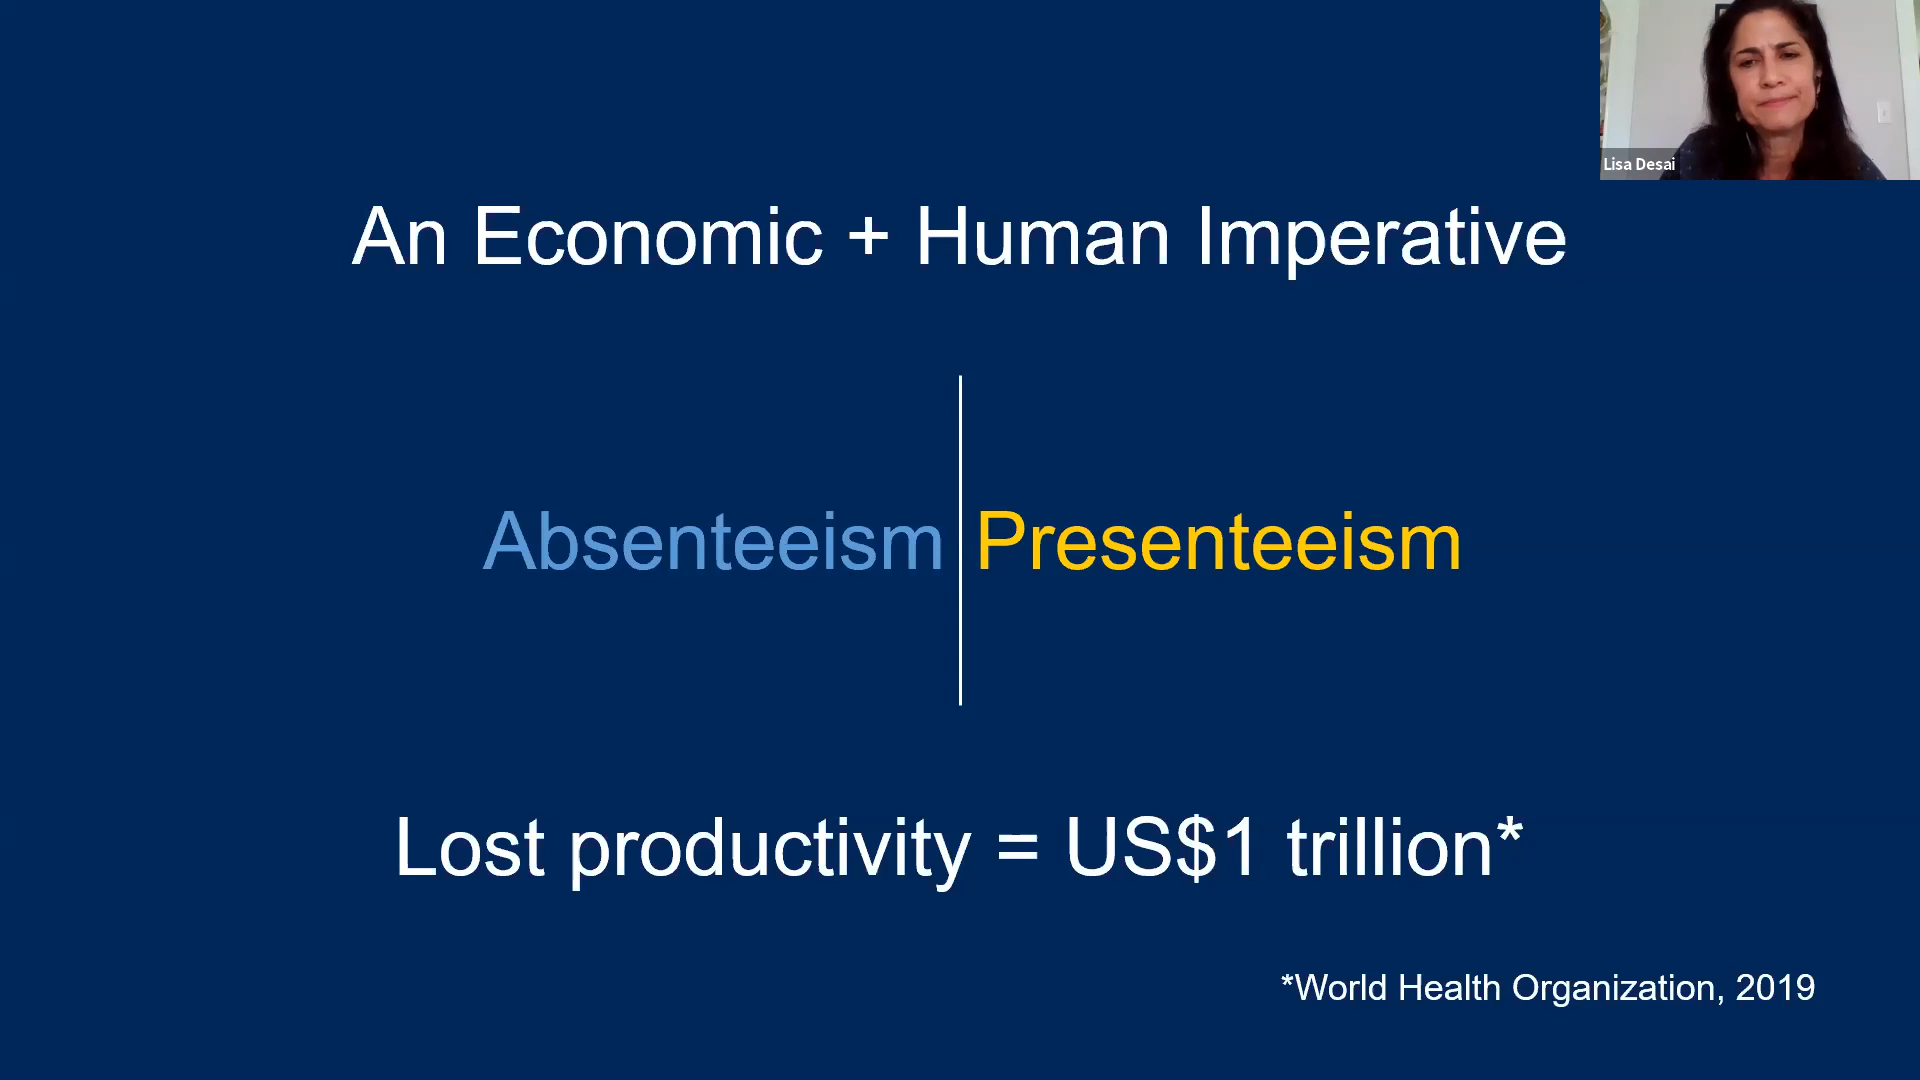 Lisa Desai
An Economic + Human Imperative
Absenteeism
Presenteeism
Lost productivity = US$1 trillion*
*World Health Organization, 2019